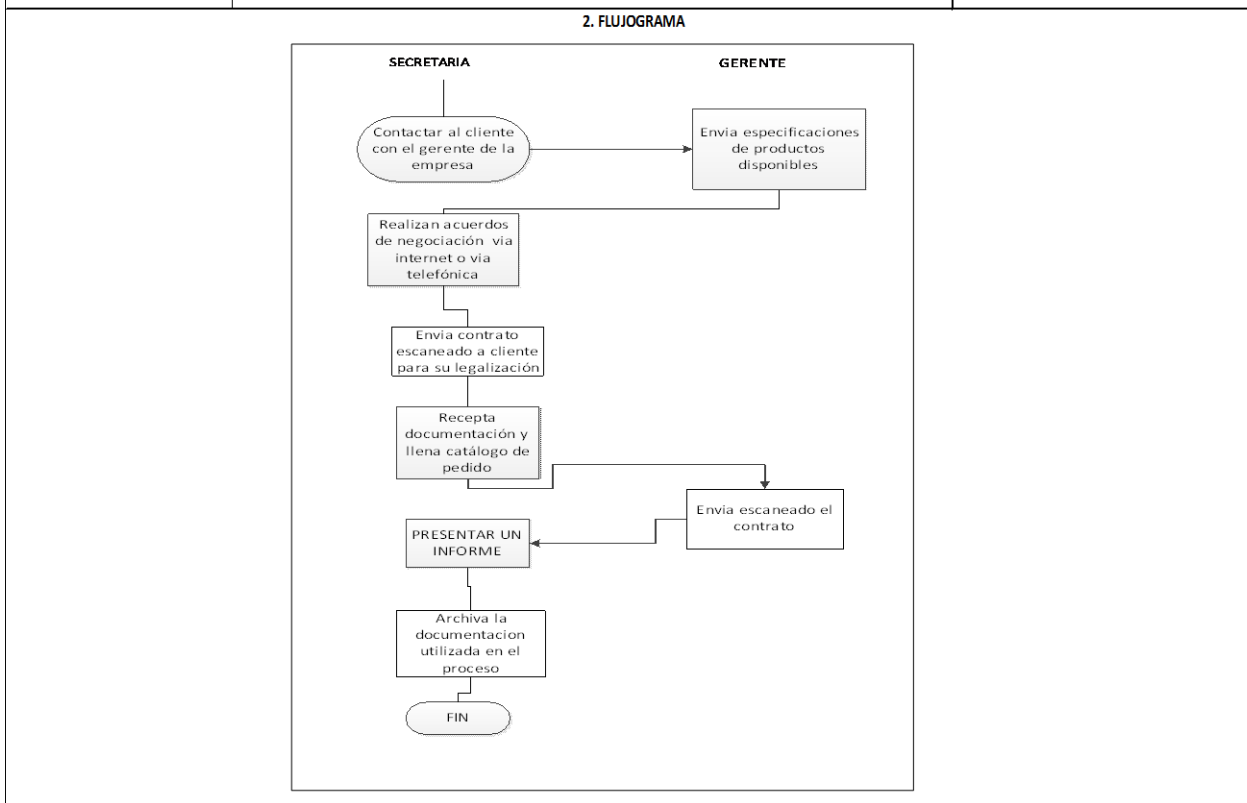 2. FLUJOGRAMA
SECRETARIA
GERENTE
Contactar al cliente
con el gerente de la
empresa
Envia especificaciones
de productos
disponibles
Realizan acuerdos
de negociación via
internet o via
telefónica
Envia contrato
escaneado a cliente
para su legalización
Recepta
documentación y
llena catálogo de
pedido
Envia escaneado el
contrato
PRESENTAR UN
INFORME
Archiva la
documentacion
utilizada en el
proceso
FIN